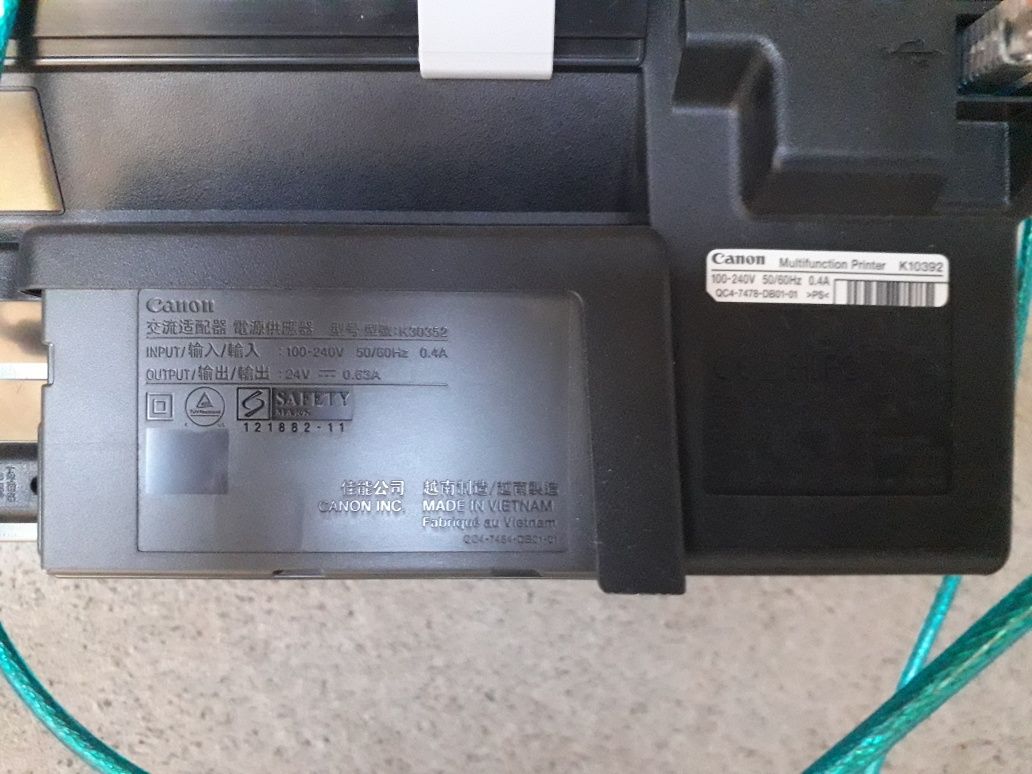 Canon
交流适配器 電源供應器 型号/型號:K30352
INPUT/输入/輸入 : 100-240V 50/60Hz 0.4A
OUTPUT/输出/輸出 : 24V ⎓ 0.63A
SAFETY
MARK
121882-11
佳能公司 越南制造/越南製造
CANON INC. MADE IN VIETNAM
Fabriqué au Vietnam
QC4-7484-DB01-01
Canon Multifunction Printer K10392
100-240V 50/60Hz 0.4A
QC4-7478-DB01-01 >PS<